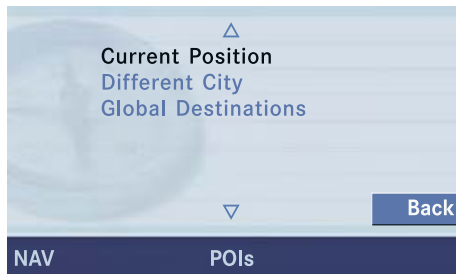 Current Position
Different City
Global Destinations
Back
NAV POIs